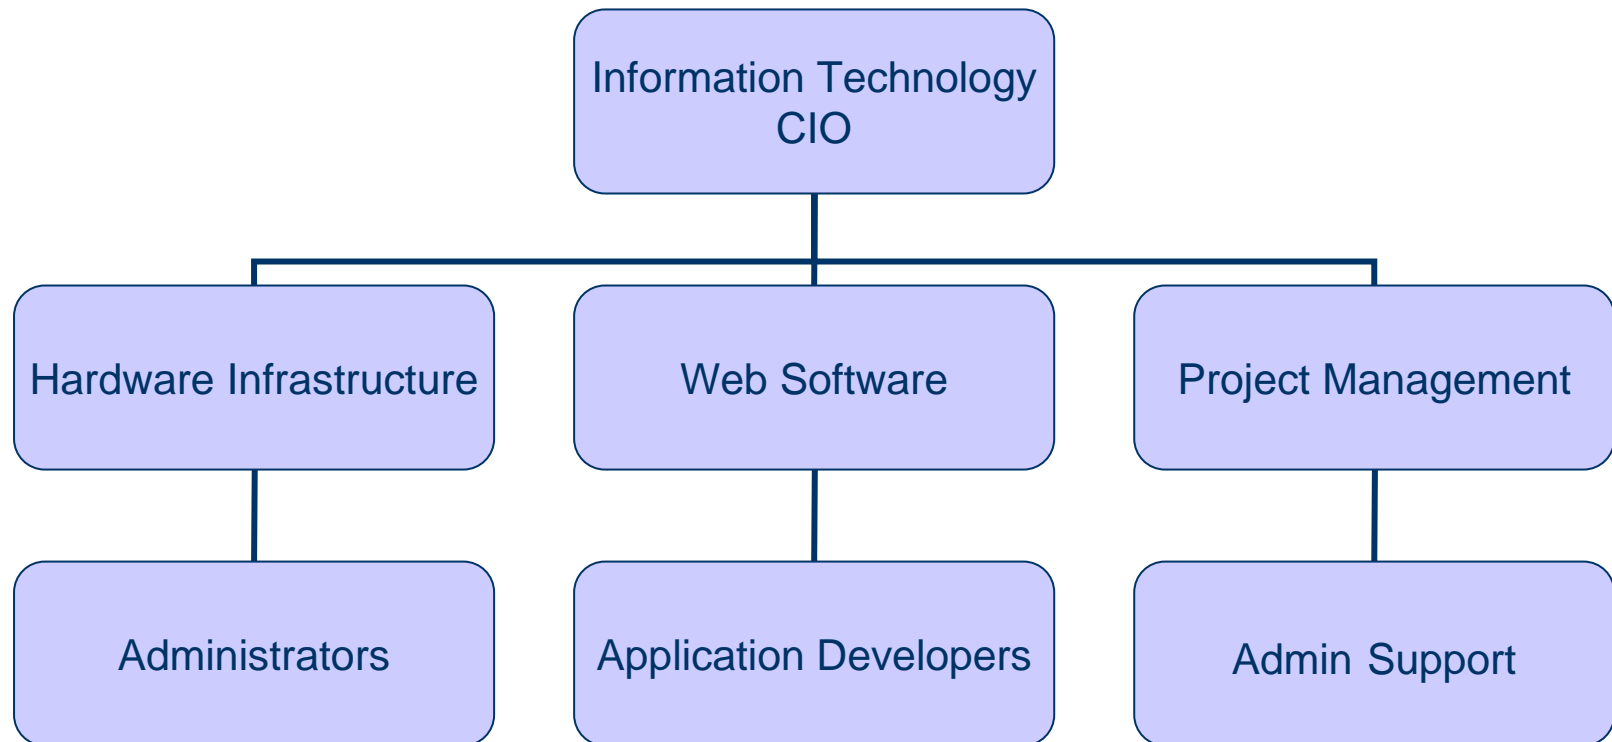 Information Technology
CIO
Hardware Infrastructure
Web Software
Project Management
Administrators
Application Developers
Admin Support